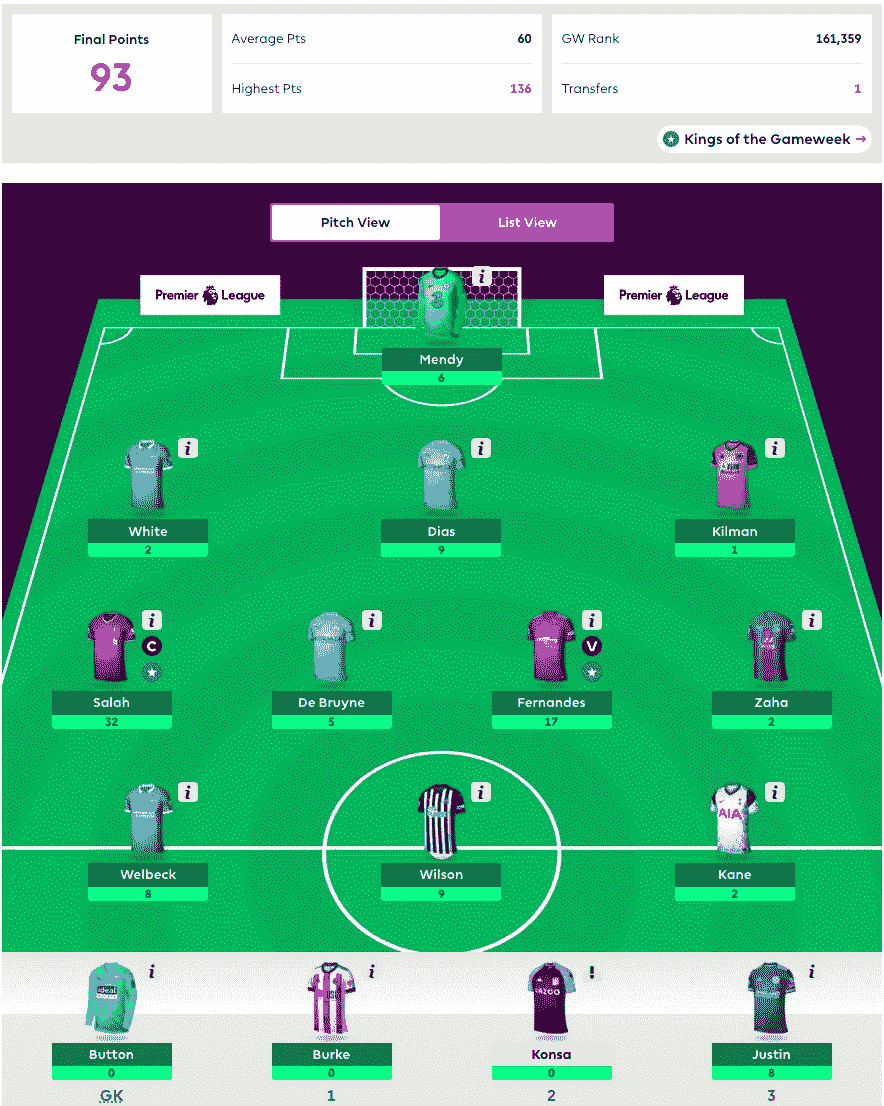 Final Points
93
Average Pts 60
Highest Pts 136
GW Rank 161,359
Transfers 1
Kings of the Gameweek →
Pitch View List View
Premier League Premier League
Mendy
6
White Dias Kilman
2 9 1
C V
Salah De Bruyne Fernandes Zaha
32 5 17 2
AIA
Welbeck Wilson Kane
8 9 2
ideal
Button Burke Konsa Justin
0 0 0 8
GK 1 2 3